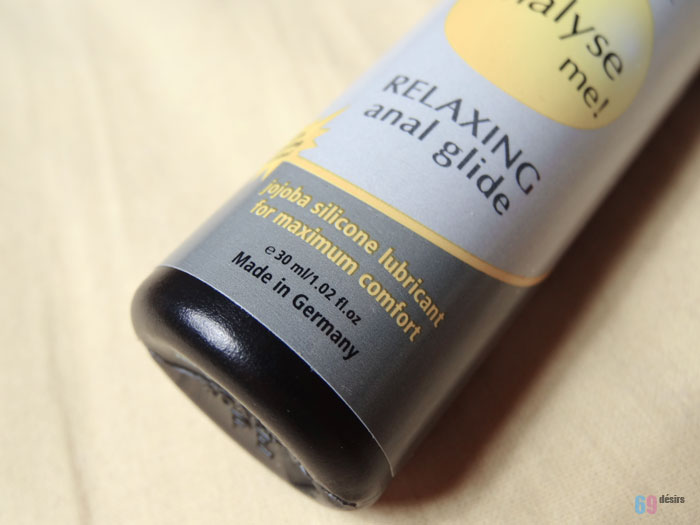 alyse
me!
RELAXING
anal glide
jojoba silicone lubricant
for maximum comfort
℮ 30 ml/1.02 fl.oz
Made in Germany
69 désirs